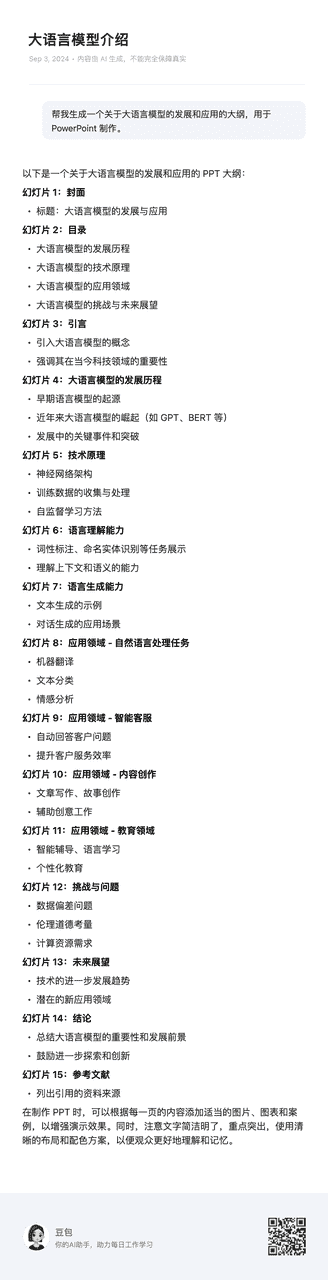 大语言模型介绍
Sep 3, 2024 • 内容由 AI 生成，不能完全保障真实
帮我生成一个关于大语言模型的发展和应用的大纲，用于
PowerPoint 制作。
以下是一个关于大语言模型的发展和应用的 PPT 大纲：
幻灯片 1：封面
• 标题：大语言模型的发展与应用
幻灯片 2：目录
• 大语言模型的发展历程
• 大语言模型的技术原理
• 大语言模型的应用领域
• 大语言模型的挑战与未来展望
幻灯片 3：引言
• 引入大语言模型的概念
• 强调其在当今科技领域的重要性
幻灯片 4：大语言模型的发展历程
• 早期语言模型的起源
• 近年来大语言模型的崛起（如 GPT、BERT 等）
• 发展中的关键事件和突破
幻灯片 5：技术原理
• 神经网络架构
• 训练数据的收集与处理
• 自监督学习方法
幻灯片 6：语言理解能力
• 词性标注、命名实体识别等任务展示
• 理解上下文和语义的能力
幻灯片 7：语言生成能力
• 文本生成的示例
• 对话生成的应用场景
幻灯片 8：应用领域 - 自然语言处理任务
• 机器翻译
• 文本分类
• 情感分析
幻灯片 9：应用领域 - 智能客服
• 自动回答客户问题
• 提升客户服务效率
幻灯片 10：应用领域 - 内容创作
• 文章写作、故事创作
• 辅助创意工作
幻灯片 11：应用领域 - 教育领域
• 智能辅导、语言学习
• 个性化教育
幻灯片 12：挑战与问题
• 数据偏差问题
• 伦理道德考量
• 计算资源需求
幻灯片 13：未来展望
• 技术的进一步发展趋势
• 潜在的新应用领域
幻灯片 14：结论
• 总结大语言模型的重要性和发展前景
• 鼓励进一步探索和创新
幻灯片 15：参考文献
• 列出引用的资料来源
在制作 PPT 时，可以根据每一页的内容添加适当的图片、图表和案
例，以增强演示效果。同时，注意文字简洁明了，重点突出，使用清
晰的布局和配色方案，以便观众更好地理解和记忆。
豆包
你的AI助手，助力每日工作学习